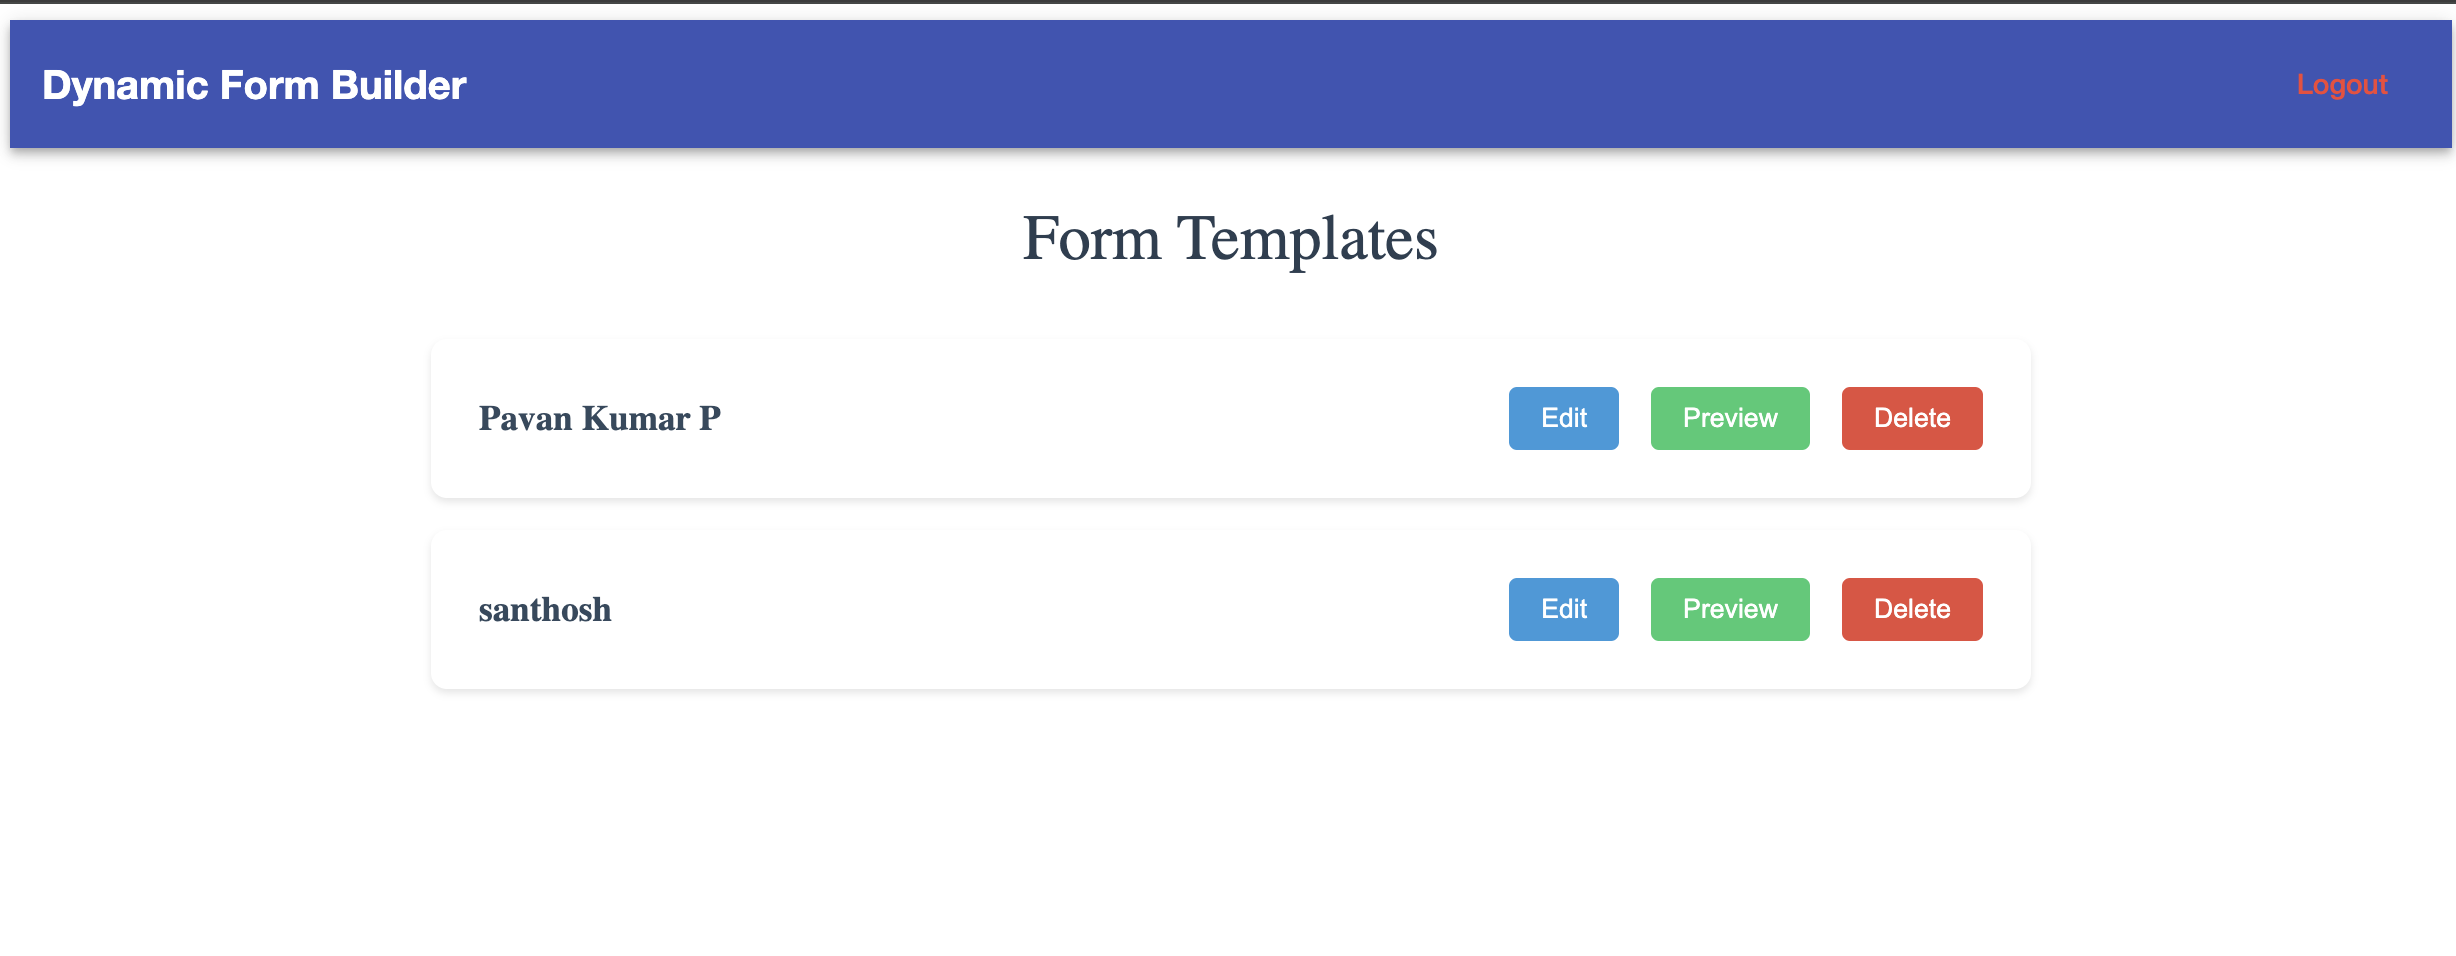 Dynamic Form Builder
Logout
Form Templates
Pavan Kumar P
Edit
Preview
Delete
santhosh
Edit
Preview
Delete